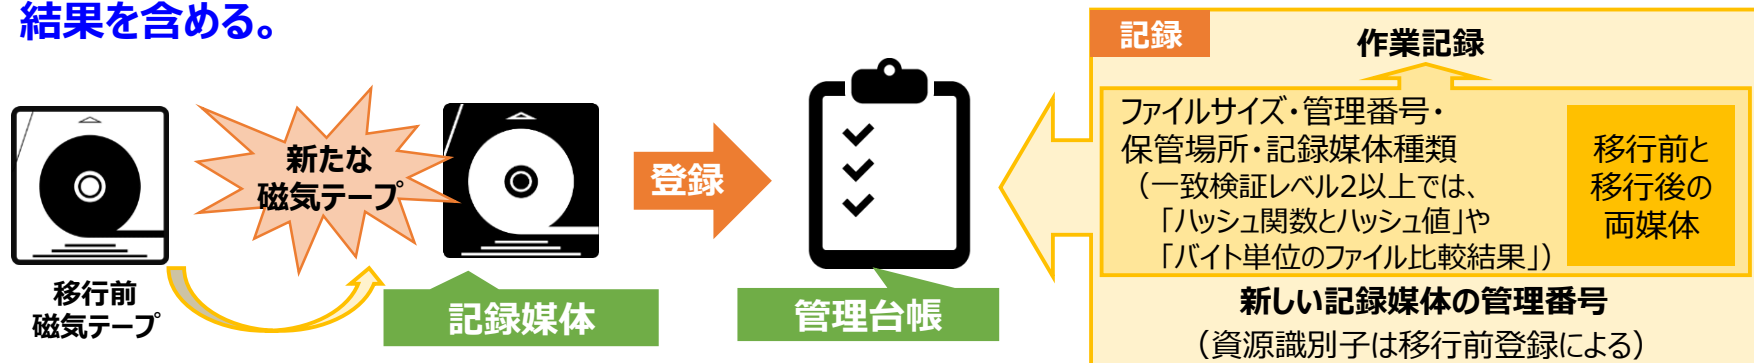 結果を含める。
移行前
磁気テープ
新たな
磁気テープ
記録媒体
登録
管理台帳
記録
作業記録
ファイルサイズ・管理番号・
保管場所・記録媒体種類
（一致検証レベル2以上では、
「ハッシュ関数とハッシュ値」や
「バイト単位のファイル比較結果」）
移行前と
移行後の
両媒体
新しい記録媒体の管理番号
（資源識別子は移行前登録による）